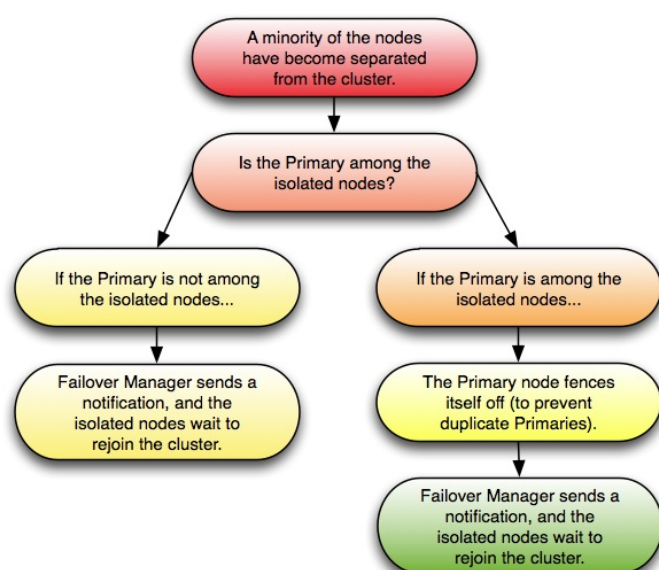 A minority of the nodes
have become separated
from the cluster.
Is the Primary among the
isolated nodes?
If the Primary is not among
the isolated nodes...
If the Primary is among the
isolated nodes...
Failover Manager sends a
notification, and the
isolated nodes wait to
rejoin the cluster.
The Primary node fences
itself off (to prevent
duplicate Primaries).
Failover Manager sends a
notification, and the
isolated nodes wait to
rejoin the cluster.